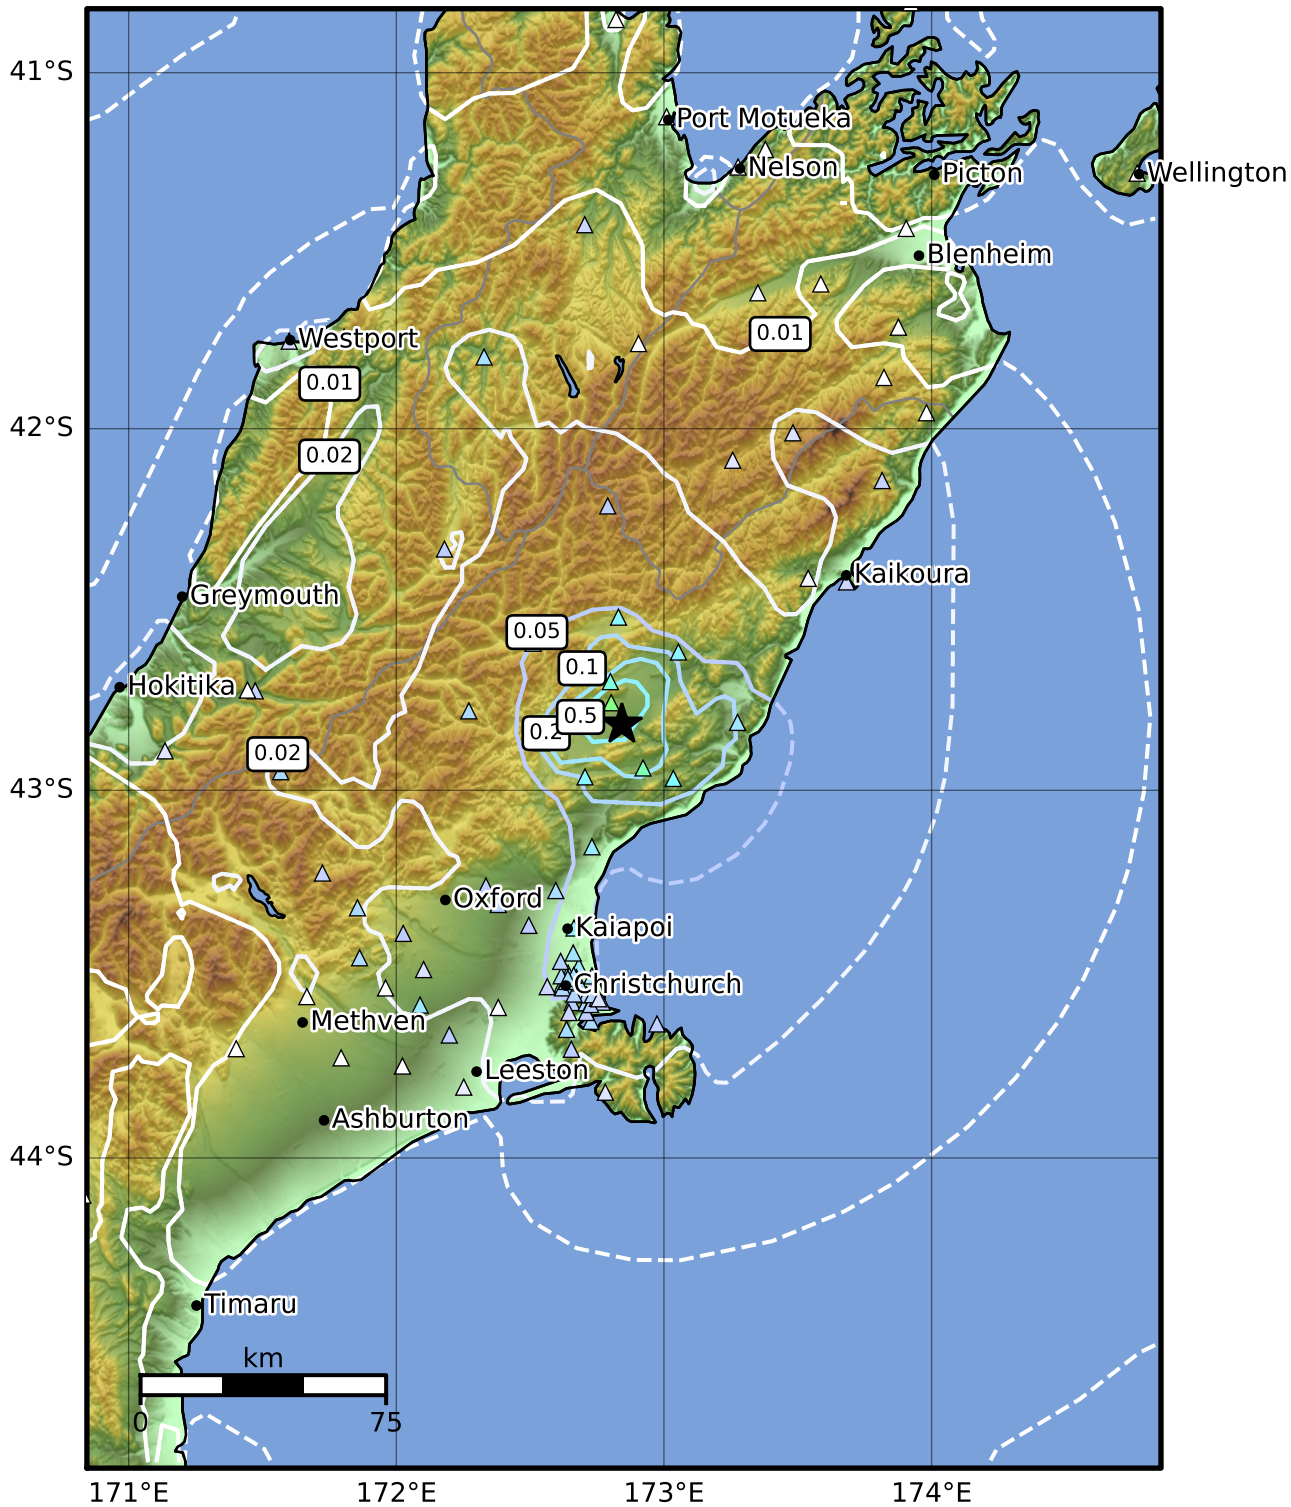 41°S
Port Motueka
Nelson
Picton
Wellington
Blenheim
Westport
0.01
0.01
42°S
0.02
Kaikoura
Greymouth
0.05
0.1
Hokitika
0.5
0.2
0.02
43°S
Oxford
Kaiapoi
Christchurch
Methven
Leeston
Ashburton
44°S
Timaru
km
0 75
171°E 172°E 173°E 174°E